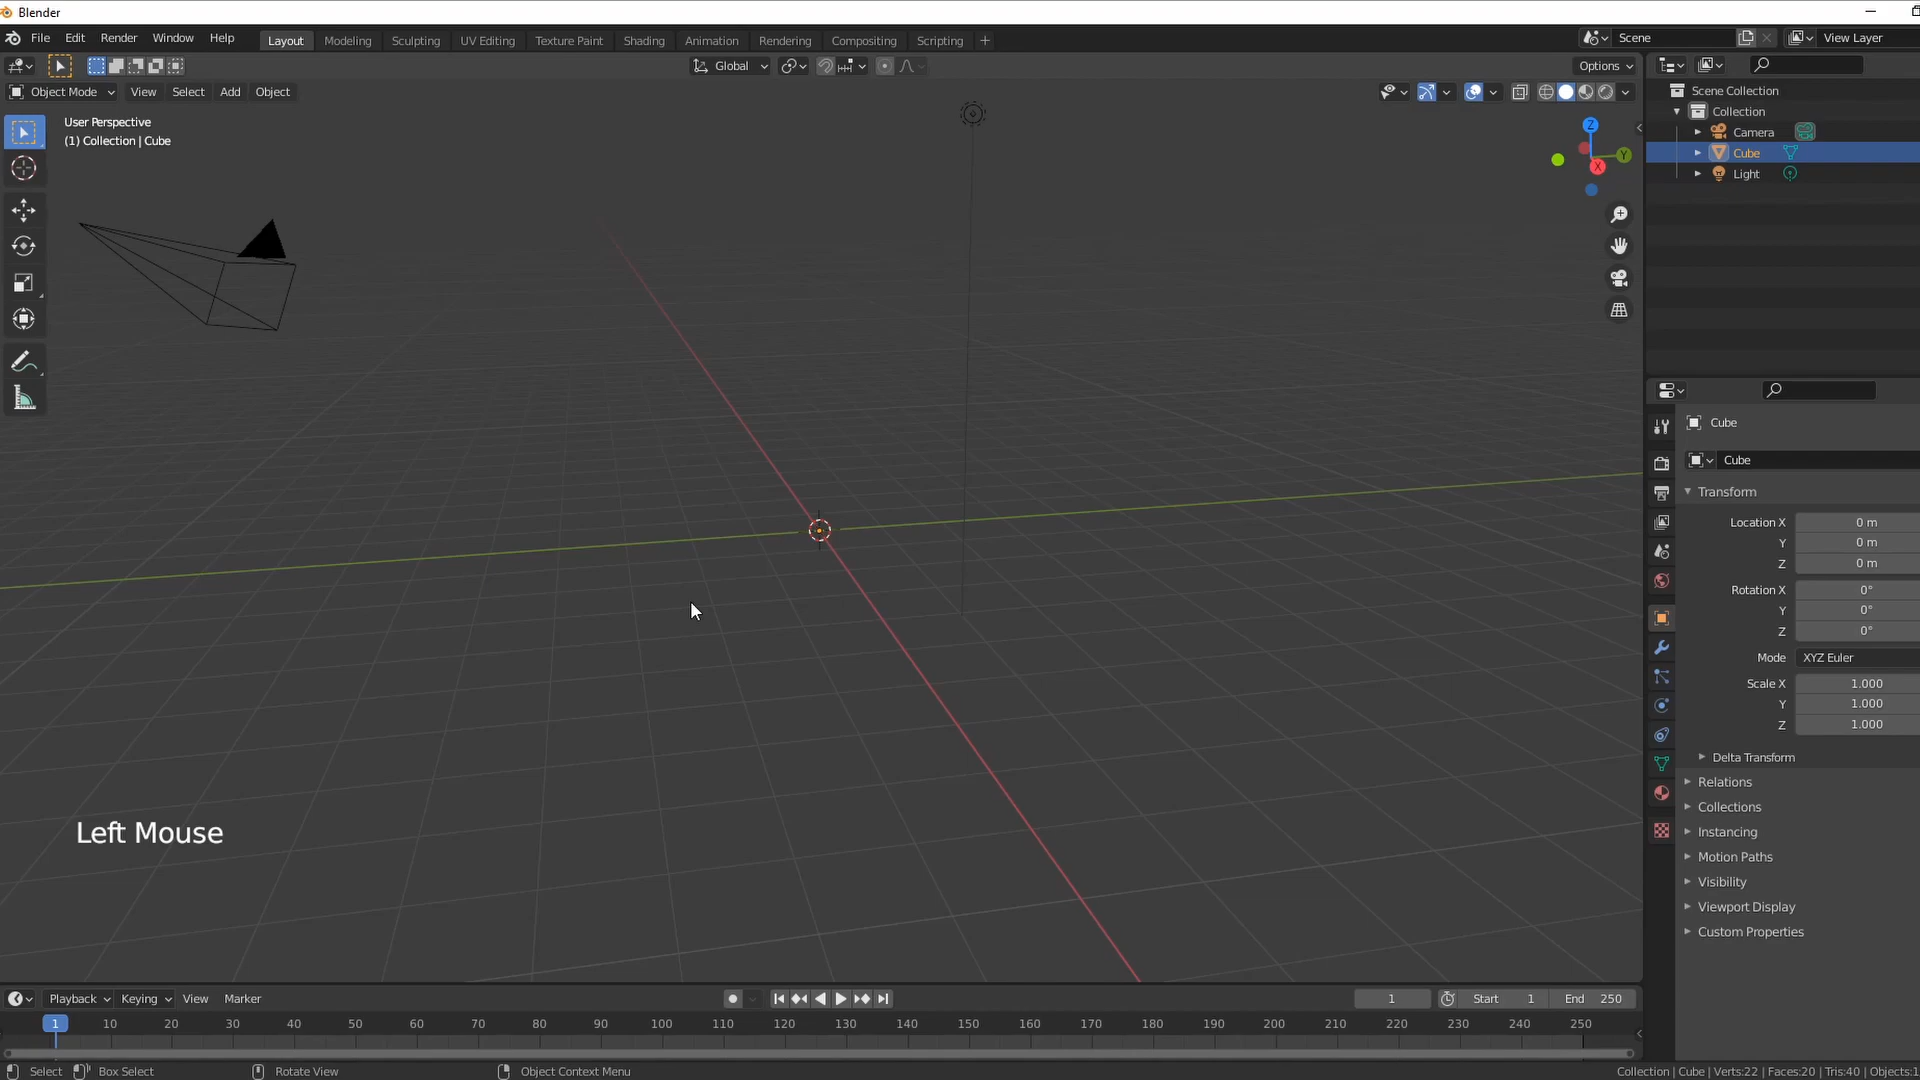 Blender
File Edit Render Window Help
Layout Modeling Sculpting UV Editing Texture Paint Shading Animation Rendering Compositing Scripting +
Scene
View Layer
Global
Options
Object Mode View Select Add Object
User Perspective
(1) Collection | Cube
Z
Y
X
Scene Collection
Collection
Camera
Cube
Light
Cube
Cube
Transform
Location X 0 m
Y 0 m
Z 0 m
Rotation X 0°
Y 0°
Z 0°
Mode XYZ Euler
Scale X 1.000
Y 1.000
Z 1.000
Delta Transform
Relations
Collections
Instancing
Motion Paths
Visibility
Viewport Display
Custom Properties
Left Mouse
Playback Keying View Marker
1 Start 1 End 250
1 10 20 30 40 50 60 70 80 90 100 110 120 130 140 150 160 170 180 190 200 210 220 230 240 250
Select Box Select Rotate View Object Context Menu
Collection | Cube | Verts:22 | Faces:20 | Tris:40 | Objects:1